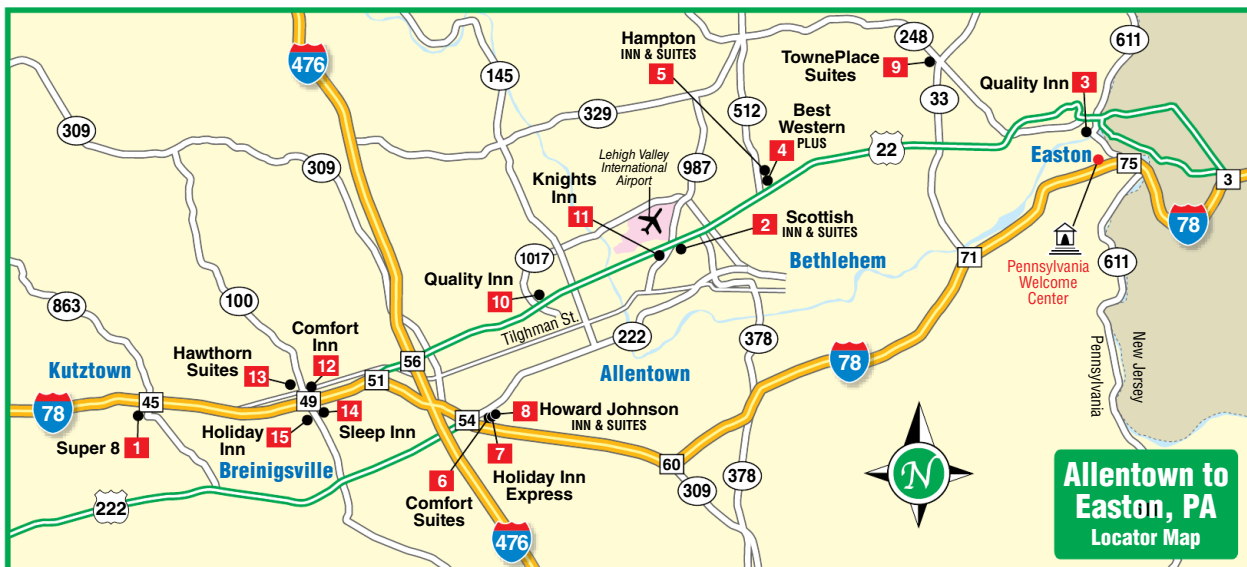 476
145
309
863
100
309
329
Hampton
INN & SUITES
5
512
Best
Western
PLUS
4
TownePlace
Suites
9
248
33
611
Quality Inn
3
22
Easton
75
3
78
Lehigh Valley
International
Airport
987
Knights
Inn
11
2
Scottish
INN & SUITES
Bethlehem
71
Pennsylvania
Welcome
Center
611
New Jersey
Pennsylvania
1017
Quality Inn
10
Tilghman St.
222
378
78
Allentown
Kutztown
Hawthorn
Suites
13
Comfort
Inn
12
56
51
49
45
78
Super 8
1
Holiday
Inn
15
14
Sleep Inn
Breinigsville
54
8
Howard Johnson
INN & SUITES
7
Holiday Inn
Express
6
Comfort
Suites
60
309
378
222
476
N
Allentown to
Easton, PA
Locator Map